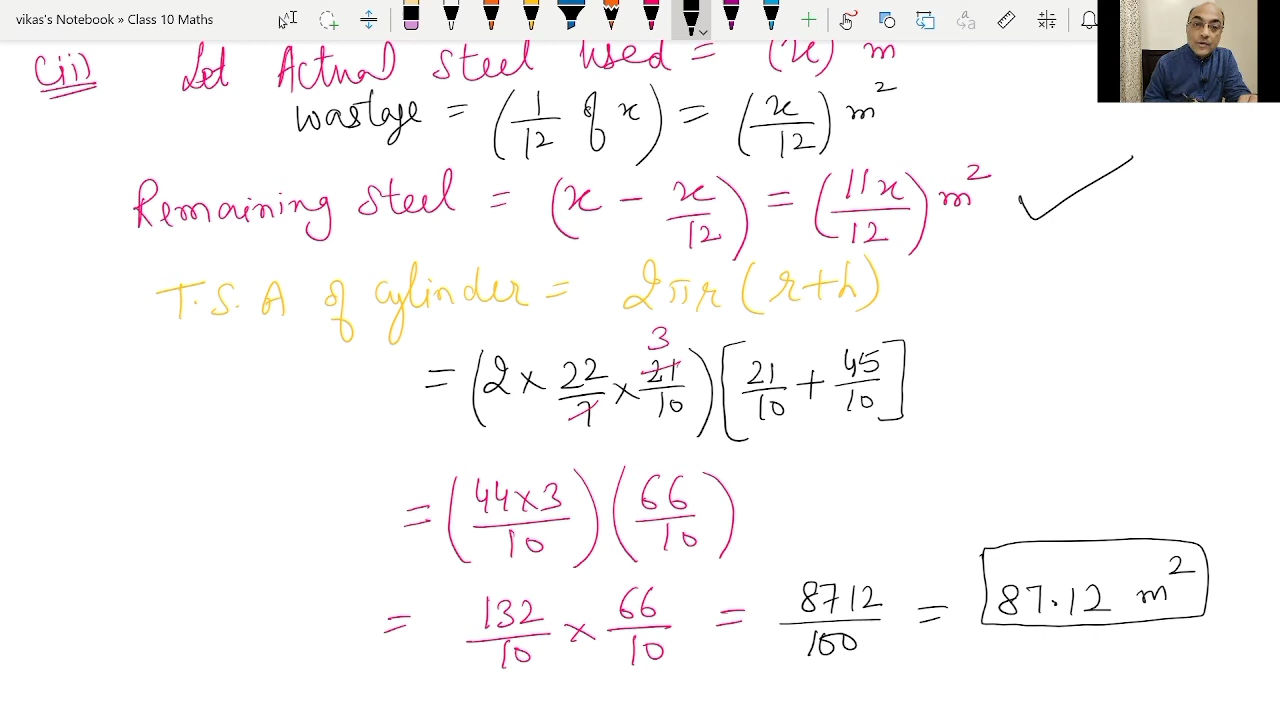 vikas's Notebook » Class 10 Maths
(ii) Let Actual steel used = (x) m
wastage = (1/12 of x) = (x/12) m²
Remaining steel = (x - x/12) = (11x/12) m²
T.S.A of cylinder = 2πr(r+h)
= (2 × 22/7 × 21/10) [21/10 + 45/10]
3
= (44×3/10) (66/10)
= 132/10 × 66/10 = 8712/100 = 87.12 m²